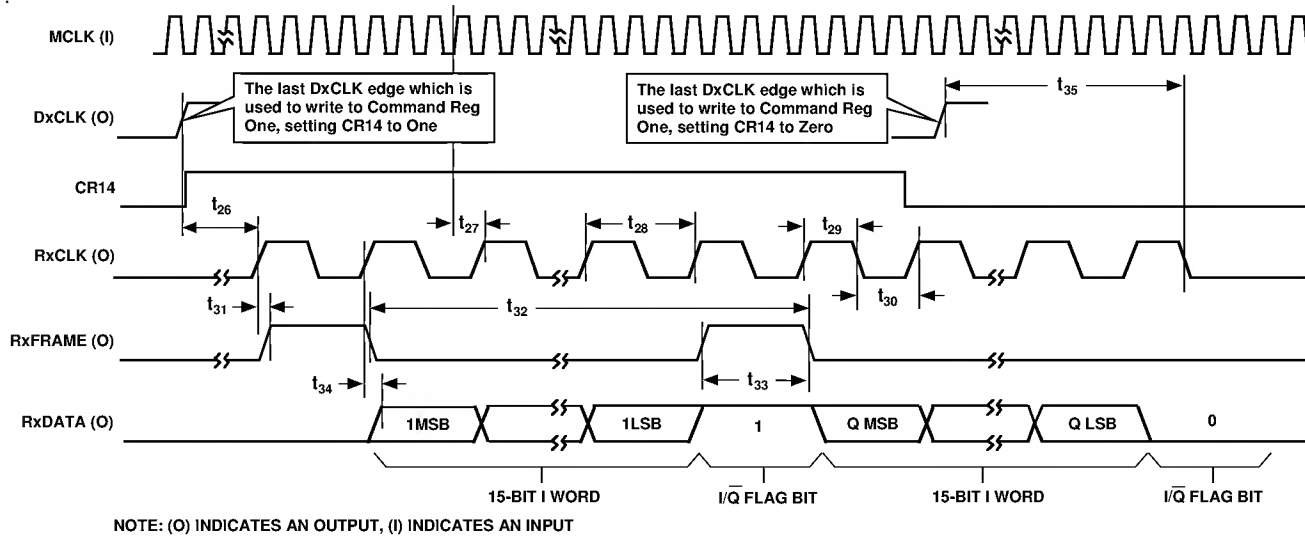 MCLK (I)
The last DxCLK edge which is
used to write to Command Reg
One, setting CR14 to One
The last DxCLK edge which is
used to write to Command Reg
One, setting CR14 to Zero
t35
DxCLK (O)
CR14
t26
t27
t28
t29
RxCLK (O)
t31
t32
t30
RxFRAME (O)
t34
t33
RxDATA (O)
1MSB
1LSB
1
Q MSB
Q LSB
0
15-BIT I WORD
I/Q̅ FLAG BIT
15-BIT I WORD
I/Q̅ FLAG BIT
NOTE: (O) INDICATES AN OUTPUT, (I) INDICATES AN INPUT